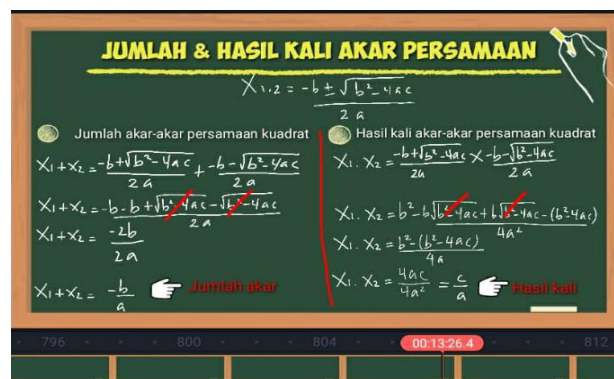 JUMLAH & HASIL KALI AKAR PERSAMAAN
X1.2 = -b ± √b²-4ac / 2a
Jumlah akar-akar persamaan kuadrat
X1 + X2 = -b+√b²-4ac / 2a + -b-√b²-4ac / 2a
X1 + X2 = -b-b+√b²-4ac-√b²-4ac / 2a
X1 + X2 = -2b / 2a
X1 + X2 = -b / a
Jumlah akar
Hasil kali akar-akar persamaan kuadrat
X1 . X2 = -b+√b²-4ac / 2a X -b-√b²-4ac / 2a
X1 . X2 = b²-b√b²-4ac+b√b²-4ac-(b²-4ac) / 4a²
X1 . X2 = b²-(b²-4ac) / 4a
X1 . X2 = 4ac / 4a² = c / a
Hasil kali
796 800 804 00:13:26.4 812